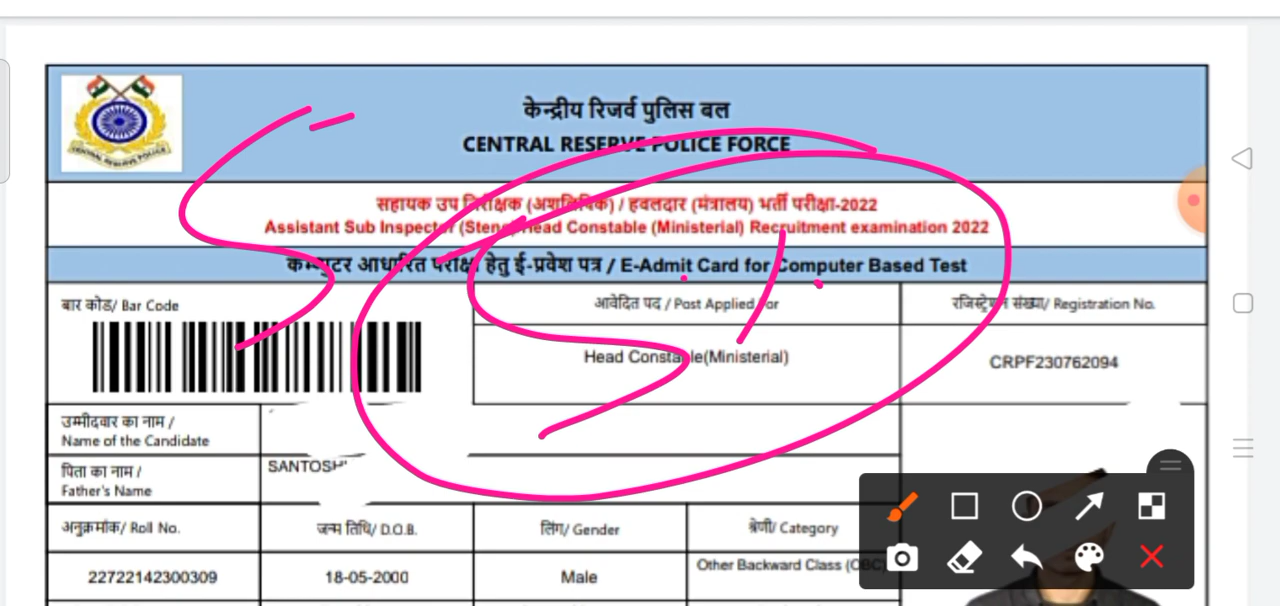 केन्द्रीय रिजर्व पुलिस बल
CENTRAL RESERVE POLICE FORCE
CENTRAL RESERVE POLICE
सहायक उप निरीक्षक (अशुलिपिक) / हवलदार (मंत्रालय) भर्ती परीक्षा-2022
Assistant Sub Inspector (Steno)/Head Constable (Ministerial) Recruitment examination 2022
कम्प्युटर आधारित परीक्षा हेतु ई-प्रवेश पत्र / E-Admit Card for Computer Based Test
बार कोड/ Bar Code
आवेदित पद / Post Applied For
रजिस्ट्रेशन संख्या/ Registration No.
Head Constable(Ministerial)
CRPF230762094
उम्मीदवार का नाम /
Name of the Candidate
पिता का नाम /
Father's Name
SANTOSH
अनुक्रमाँक/ Roll No.
जन्म तिथि/ D.O.B.
लिंग/ Gender
श्रेणी/ Category
22722142300309
18-05-2000
Male
Other Backward Class (OBC)